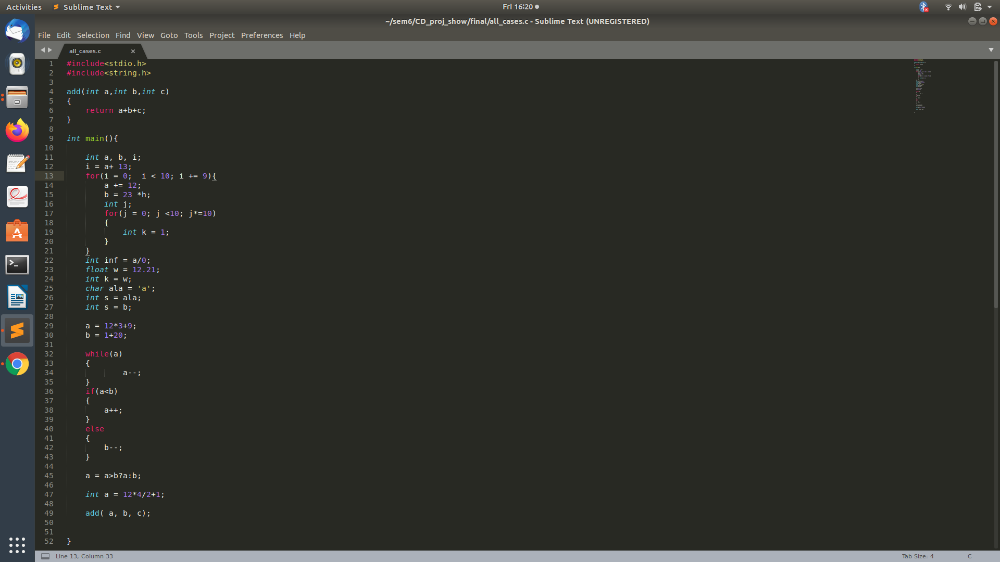 Activities Sublime Text Fri 16:20
~/sem6/CD_proj_show/final/all_cases.c - Sublime Text (UNREGISTERED)
File Edit Selection Find View Goto Tools Project Preferences Help
all_cases.c
1 #include<stdio.h>
2 #include<string.h>
3
4 add(int a,int b,int c)
5 {
6     return a+b+c;
7 }
8
9 int main(){
10
11     int a, b, i;
12     i = a+ 13;
13     for(i = 0;  i < 10; i += 9){
14         a += 12;
15         b = 23 *h;
16         int j;
17         for(j = 0; j <10; j*=10)
18         {
19             int k = 1;
20         }
21     }
22     int inf = a/0;
23     float w = 12.21;
24     int k = w;
25     char ala = 'a';
26     int s = ala;
27     int s = b;
28
29     a = 12*3+9;
30     b = 1+20;
31
32     while(a)
33     {
34             a--;
35     }
36     if(a<b)
37     {
38         a++;
39     }
40     else
41     {
42         b--;
43     }
44
45     a = a>b?a:b;
46
47     int a = 12*4/2+1;
48
49     add( a, b, c);
50
51
52 }
Line 13, Column 33 Tab Size: 4 C